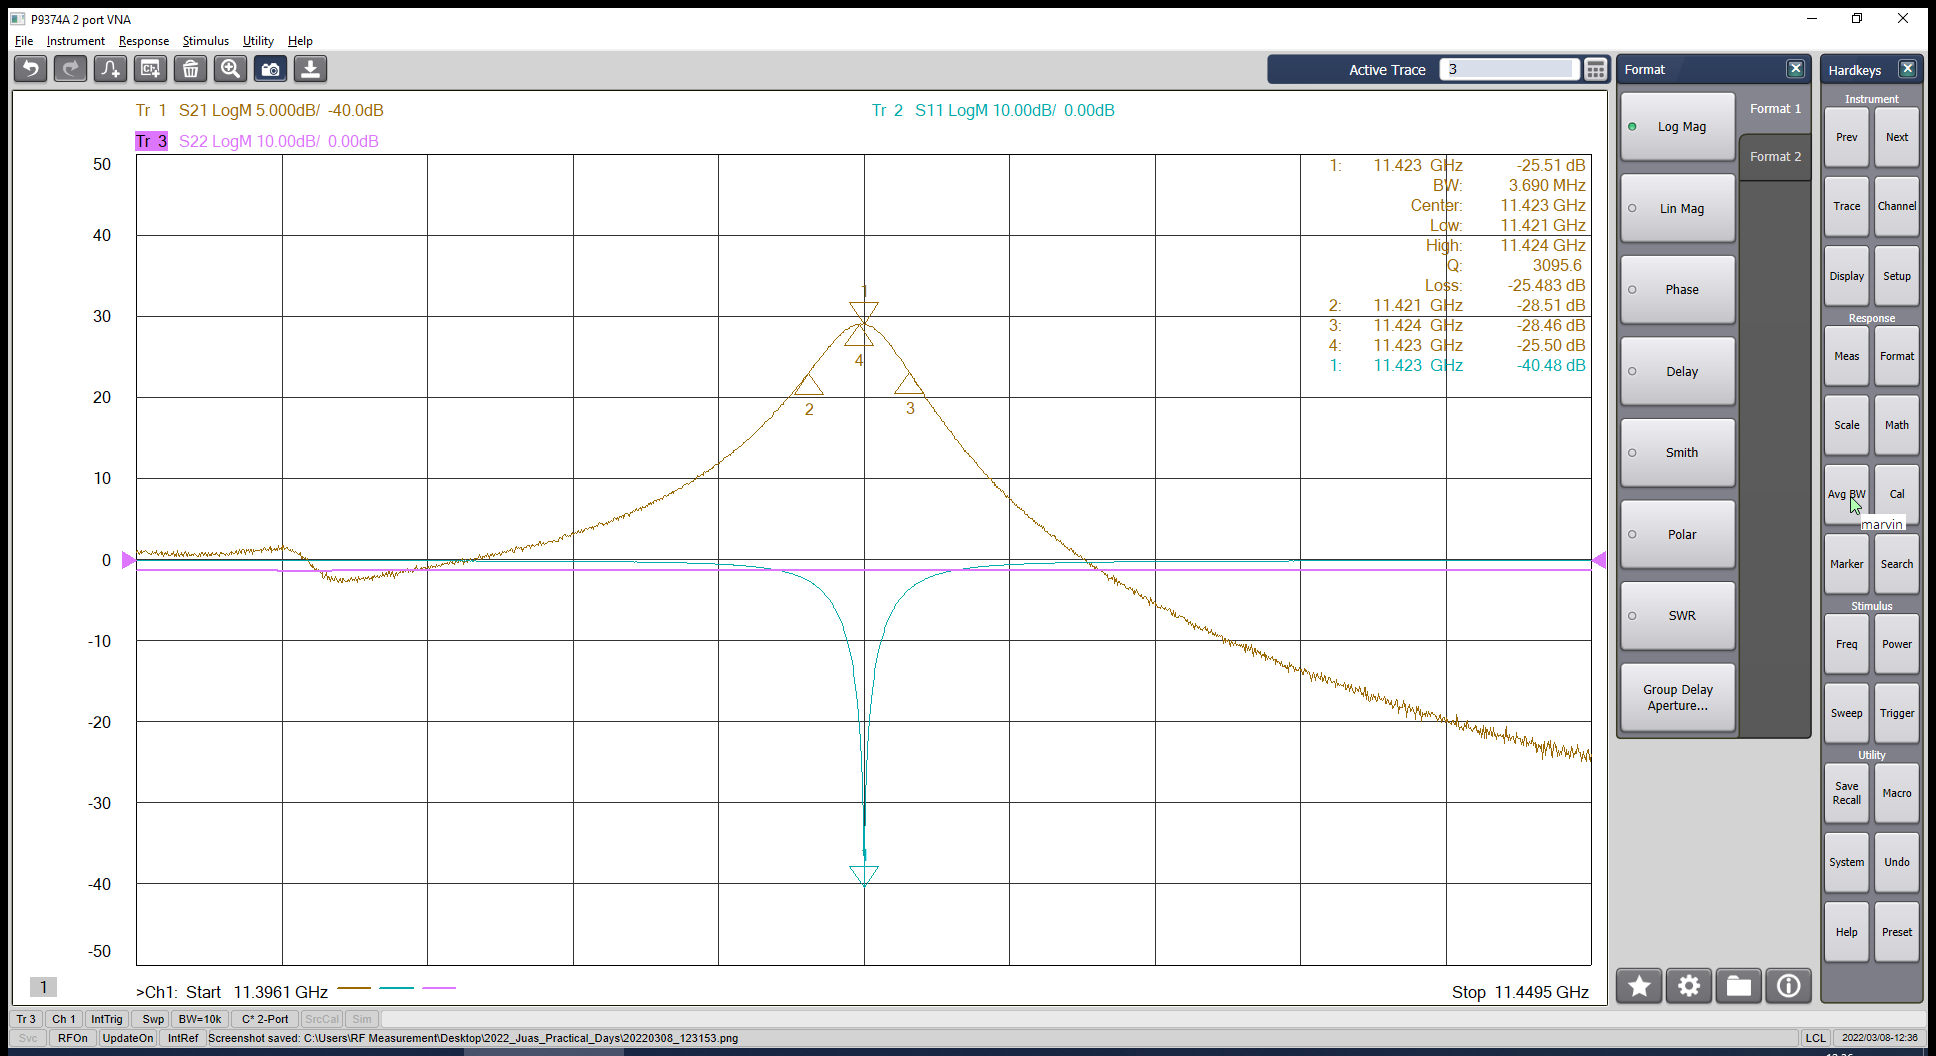 P9374A 2 port VNA
File Instrument Response Stimulus Utility Help
Active Trace 3
Tr 1 S21 LogM 5.000dB/ -40.0dB
Tr 2 S11 LogM 10.00dB/ 0.00dB
Tr 3 S22 LogM 10.00dB/ 0.00dB
50
40
30
20
10
0
-10
-20
-30
-40
-50
1: 11.423 GHz -25.51 dB
BW: 3.690 MHz
Center: 11.423 GHz
Low: 11.421 GHz
High: 11.424 GHz
Q: 3095.6
Loss: -25.483 dB
2: 11.421 GHz -28.51 dB
3: 11.424 GHz -28.46 dB
4: 11.423 GHz -25.50 dB
1: 11.423 GHz -40.48 dB
1
4
2
3
1
>Ch1: Start 11.3961 GHz
Stop 11.4495 GHz
Format
Format 1
Format 2
Log Mag
Lin Mag
Phase
Delay
Smith
Polar
SWR
Group Delay
Aperture...
Hardkeys
Instrument
Prev Next
Trace Channel
Display Setup
Response
Meas Format
Scale Math
Avg BW Cal
marvin
Marker Search
Stimulus
Freq Power
Sweep Trigger
Utility
Save
Recall
Macro
System Undo
Help Preset
Tr 3 Ch 1 IntTrig Swp BW=10k C* 2-Port SrcCal Sim
Svc RFOn UpdateOn IntRef Screenshot saved: C:\Users\RF Measurement\Desktop\2022_Juas_Practical_Days\20220308_123153.png LCL 2022/03/08-12:36